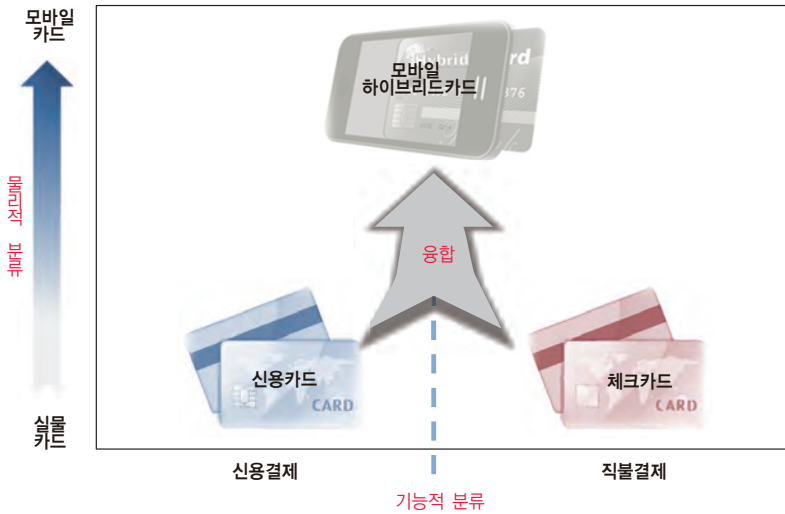 모바일
카드
Hybrid Card
모바일
하이브리드카드
물리적 분류
융합
신용카드
CARD
체크카드
CARD
실물
카드
신용결제
직불결제
기능적 분류